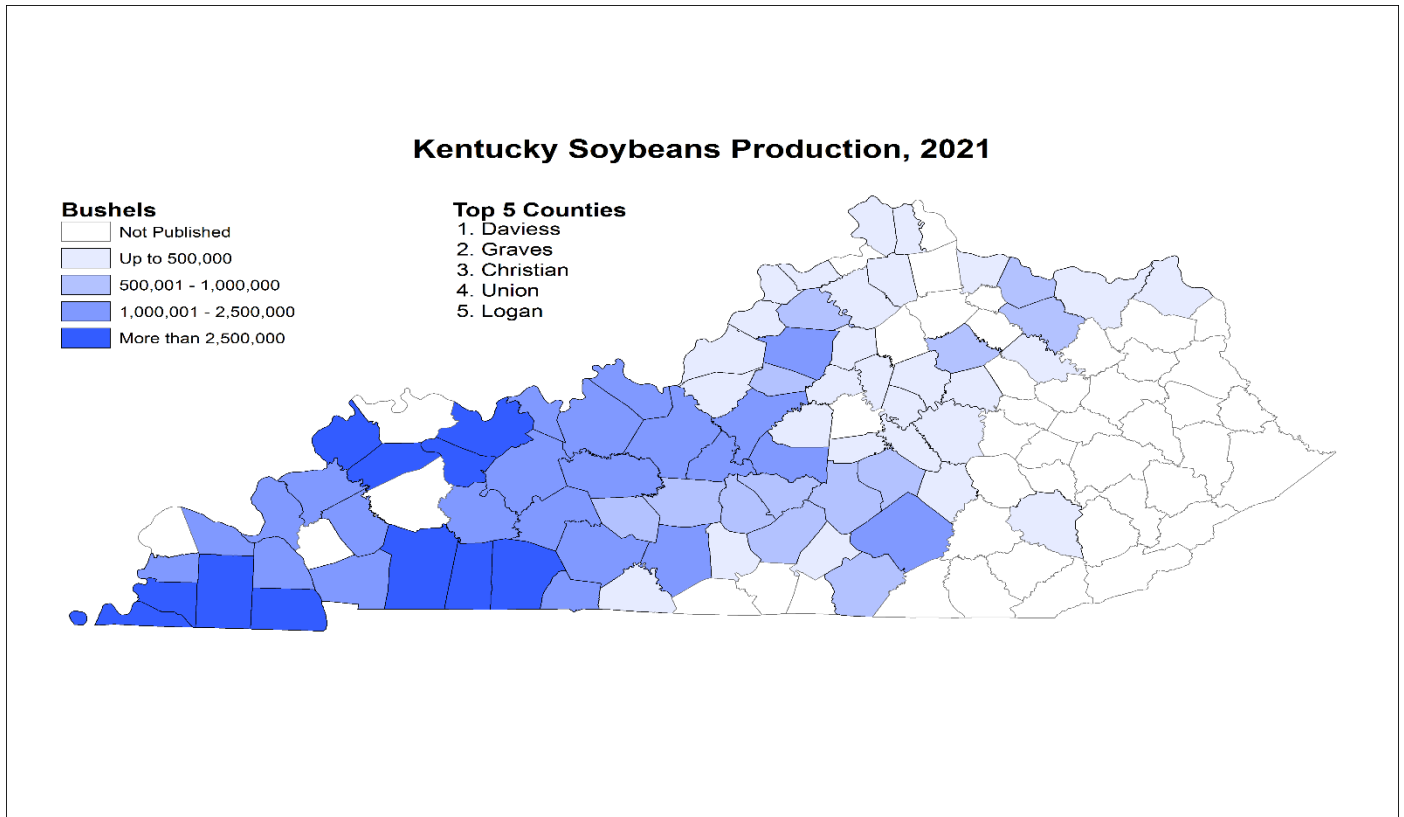 Kentucky Soybeans Production, 2021
Bushels
Not Published
Up to 500,000
500,001 - 1,000,000
1,000,001 - 2,500,000
More than 2,500,000
Top 5 Counties
1. Daviess
2. Graves
3. Christian
4. Union
5. Logan